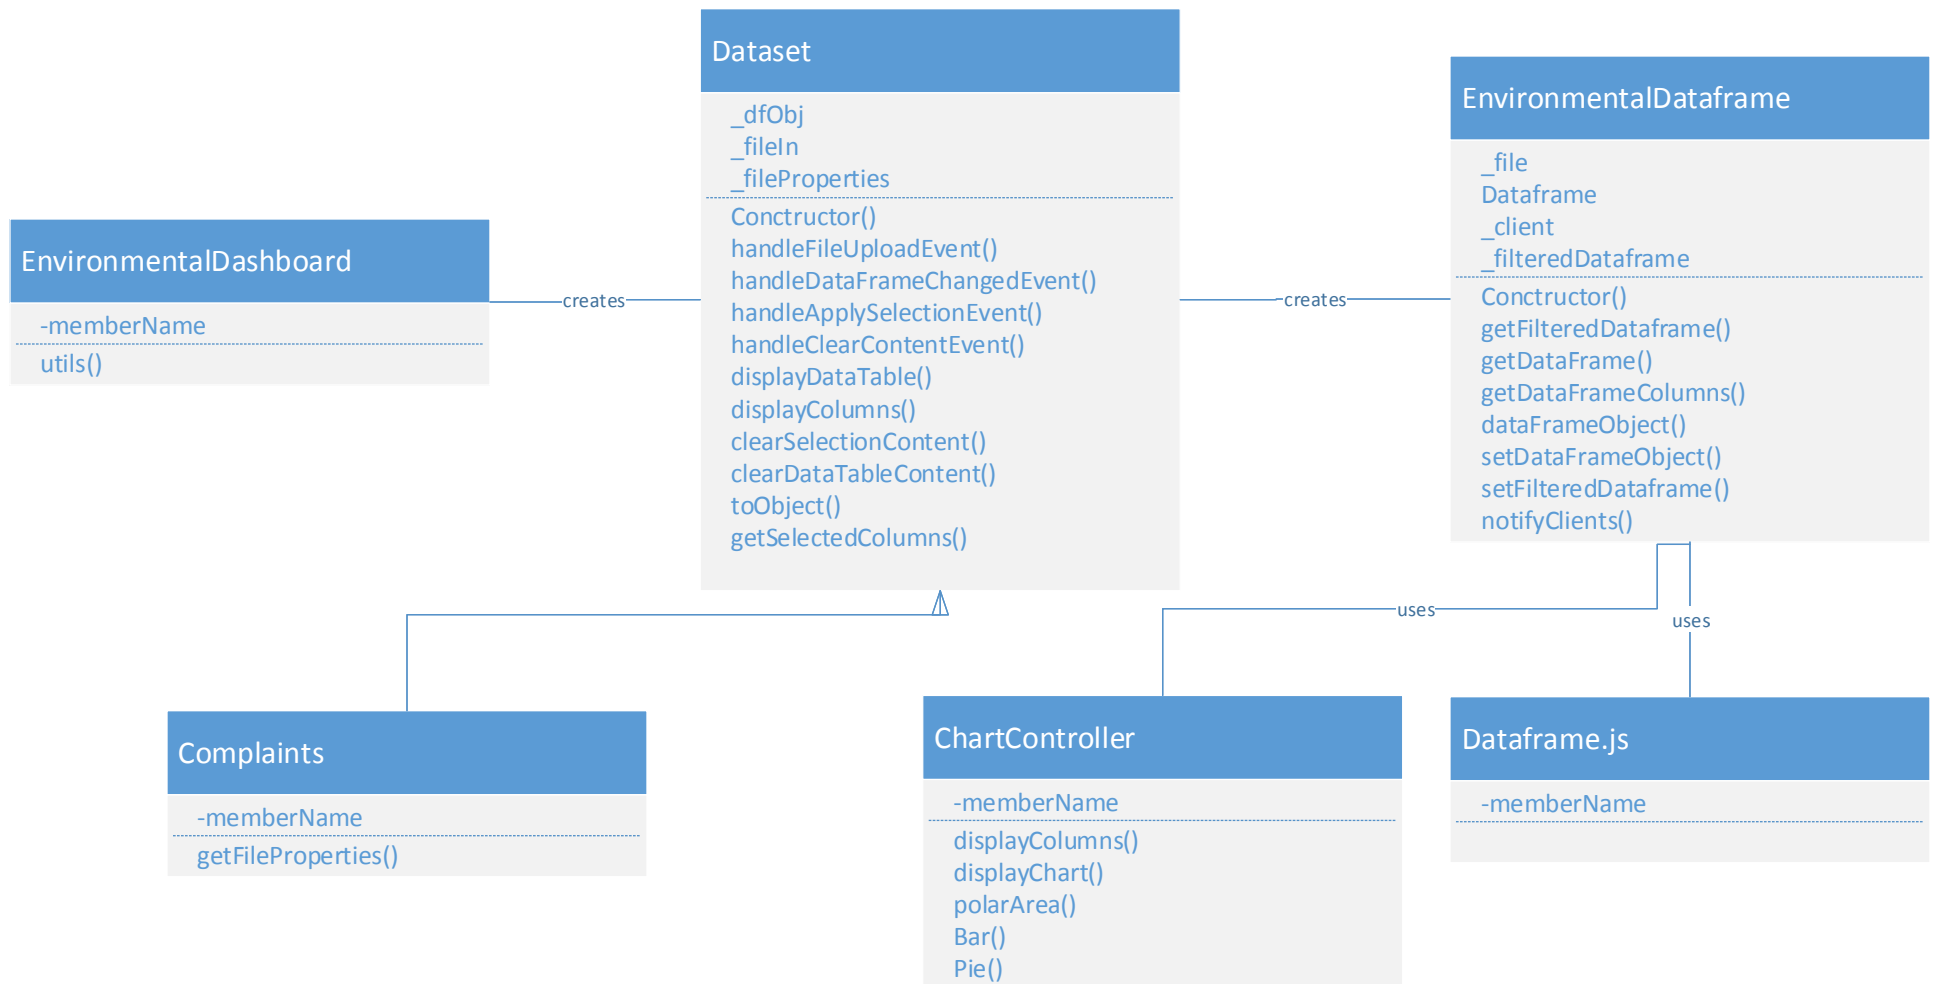 Dataset
_dfObj
_fileIn
_fileProperties
Conctructor()
handleFileUploadEvent()
handleDataFrameChangedEvent()
handleApplySelectionEvent()
handleClearContentEvent()
displayDataTable()
displayColumns()
clearSelectionContent()
clearDataTableContent()
toObject()
getSelectedColumns()
EnvironmentalDataframe
_file
Dataframe
_client
_filteredDataframe
Conctructor()
getFilteredDataframe()
getDataFrame()
getDataFrameColumns()
dataFrameObject()
setDataFrameObject()
setFilteredDataframe()
notifyClients()
EnvironmentalDashboard
-memberName
utils()
creates
creates
uses
uses
Complaints
-memberName
getFileProperties()
ChartController
-memberName
displayColumns()
displayChart()
polarArea()
Bar()
Pie()
Dataframe.js
-memberName